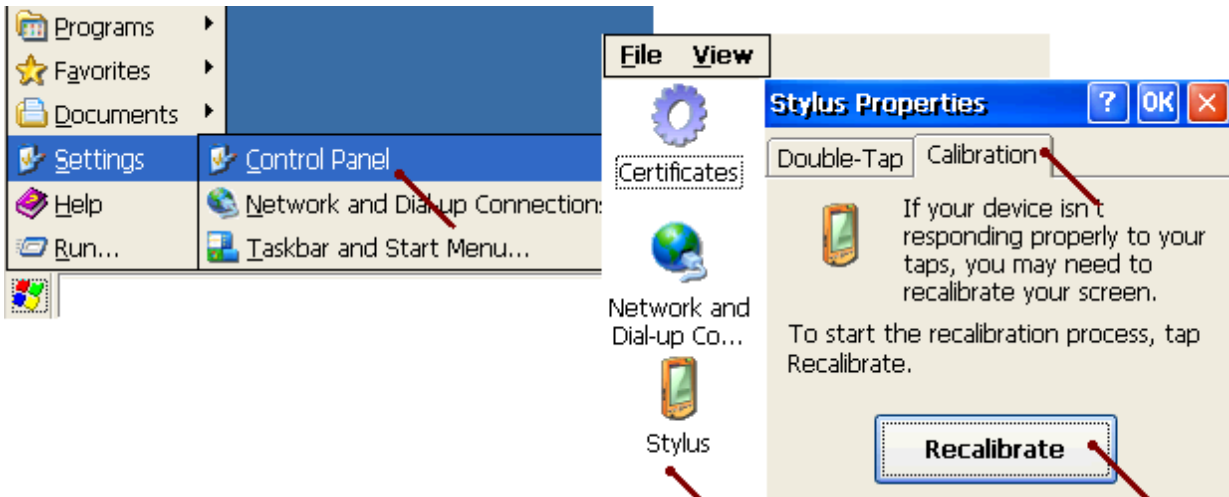 Programs
Favorites
Documents
Settings
Help
Run...
Control Panel
Network and Dial-up Connection
Taskbar and Start Menu...
File View
Certificates
Network and
Dial-up Co...
Stylus
Stylus Properties ? OK ×
Double-Tap Calibration
If your device isn't
responding properly to your
taps, you may need to
recalibrate your screen.
To start the recalibration process, tap
Recalibrate.
Recalibrate